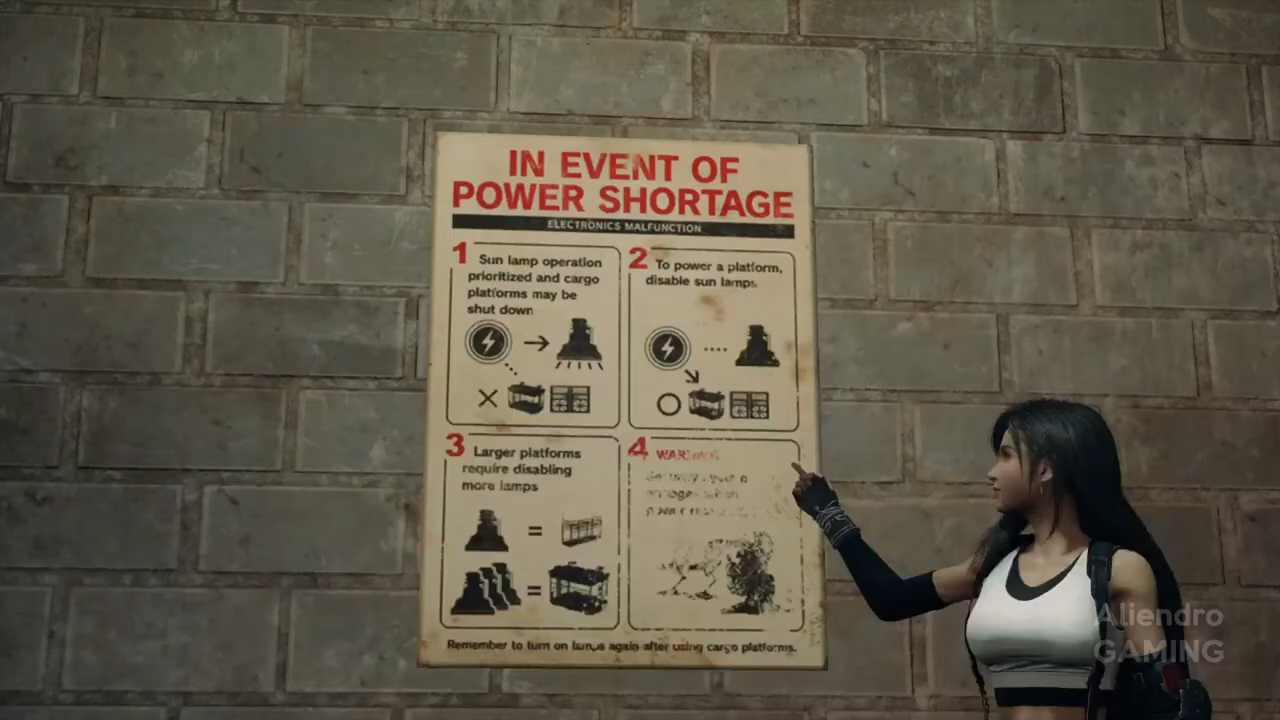 IN EVENT OF
POWER SHORTAGE
ELECTRONICS MALFUNCTION
1 Sun lamp operation
prioritized and cargo
platforms may be
shut down
2 To power a platform,
disable sun lamps.
3 Larger platforms
require disabling
more lamps
=
=
4
Remember to turn on lamps again after using cargo platforms.
Aliendro
GAMING